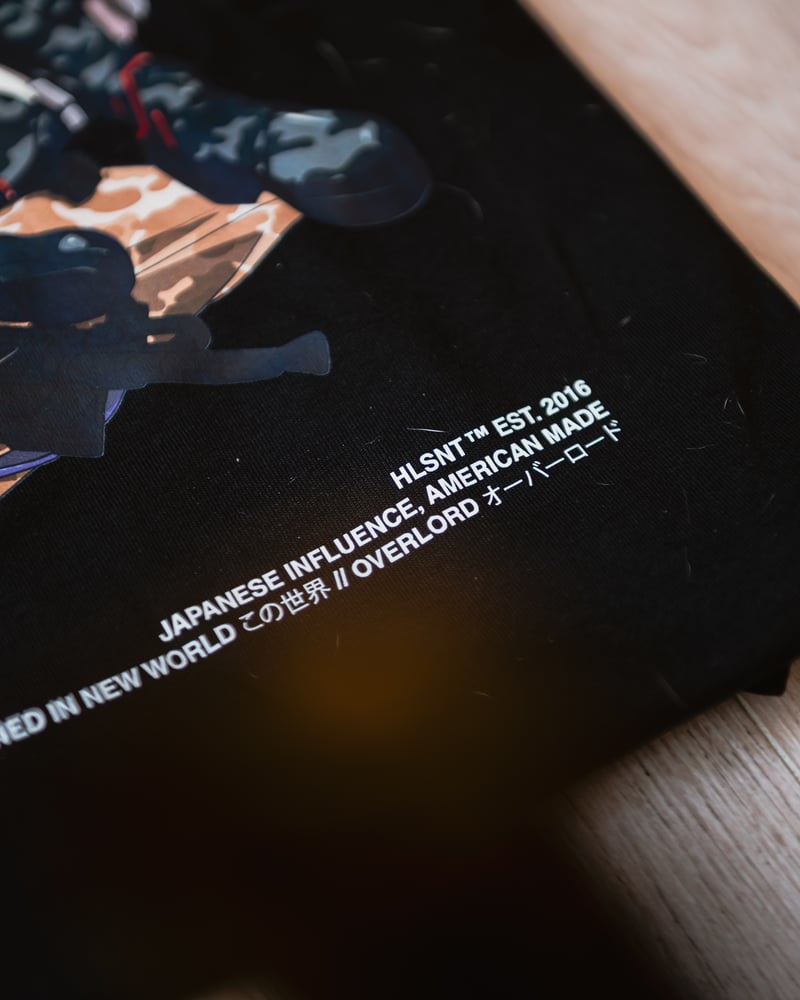 HLSNT™ EST. 2016
JAPANESE INFLUENCE, AMERICAN MADE
IN NEW WORLD この世界 // OVERLORD オーバーロード